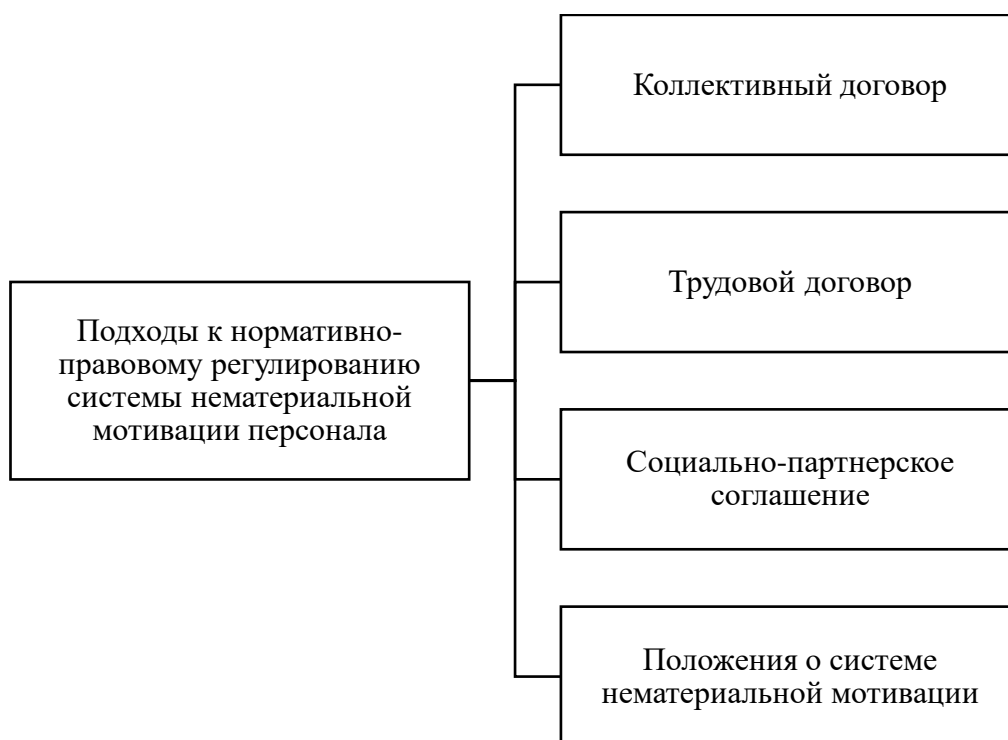 Подходы к нормативно-
правовому регулированию
системы нематериальной
мотивации персонала
Коллективный договор
Трудовой договор
Социально-партнерское
соглашение
Положения о системе
нематериальной мотивации